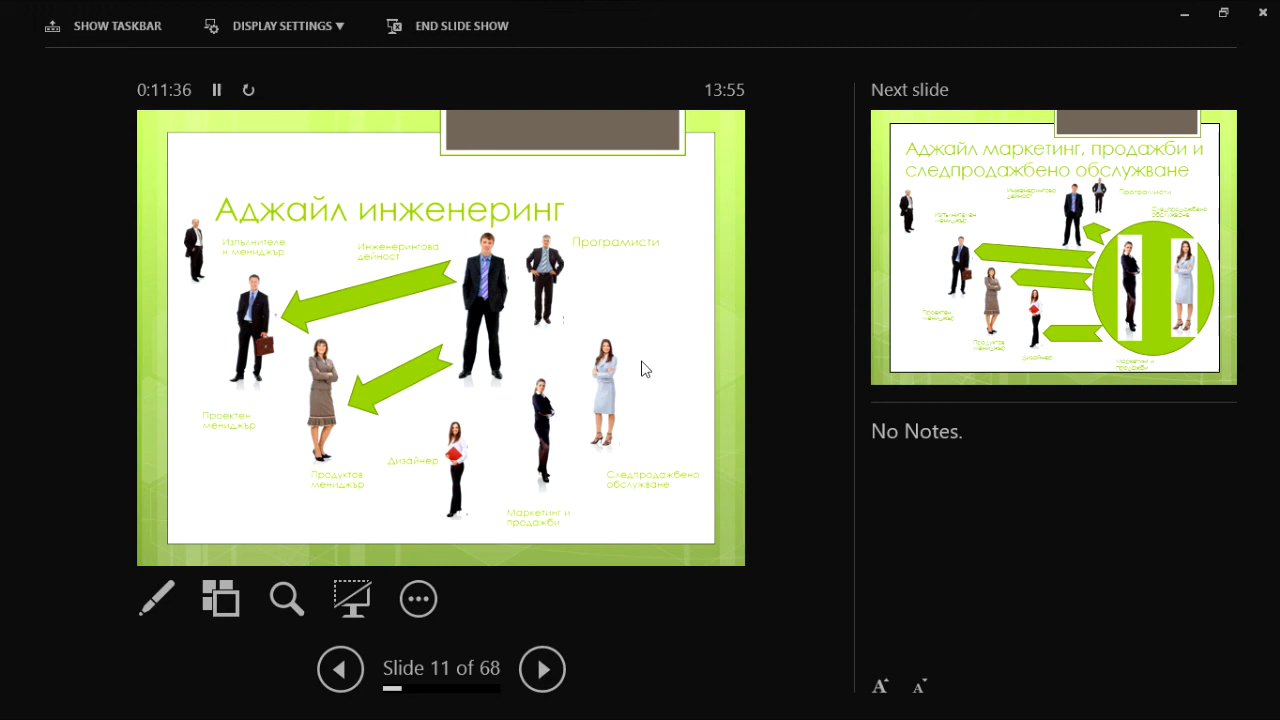 SHOW TASKBAR
DISPLAY SETTINGS ▼
END SLIDE SHOW
0:11:36
13:55
Next slide
Аджайл инженеринг
Изпълнителе
н мениджър
Инженерингова
дейност
Програмисти
Проектен
мениджър
Продуктов
мениджър
Дизайнер
Маркетинг и
продажби
Следпродажбено
обслужване
Аджайл маркетинг, продажби и
следпродажбено обслужване
Инженерингово
дейност
Програмисти
Изпълнителен
мениджър
Следпродажбено
обслужване
Проектен
мениджър
Продуктов
мениджър
Дизайнер
Маркетинг и
продажби
No Notes.
Slide 11 of 68
A A